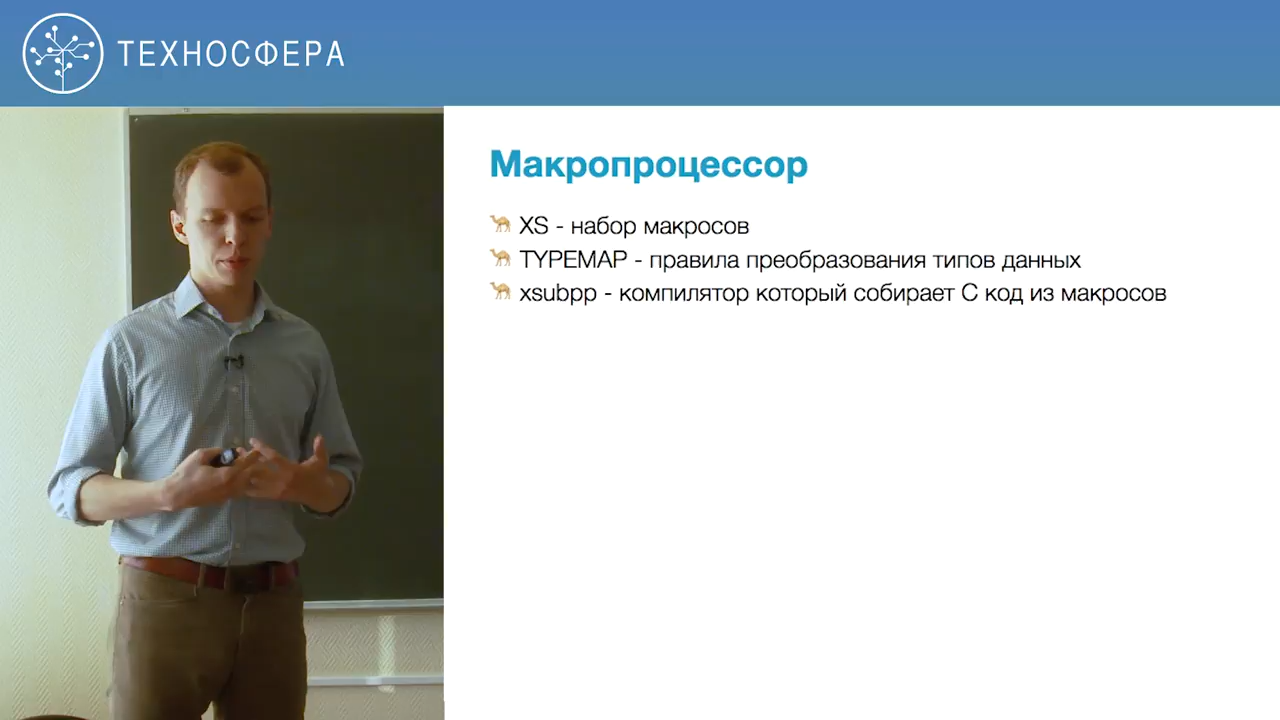 ТЕХНОСФЕРА
Макропроцессор
XS - набор макросов
TYPEMAP - правила преобразования типов данных
xsubpp - компилятор который собирает C код из макросов